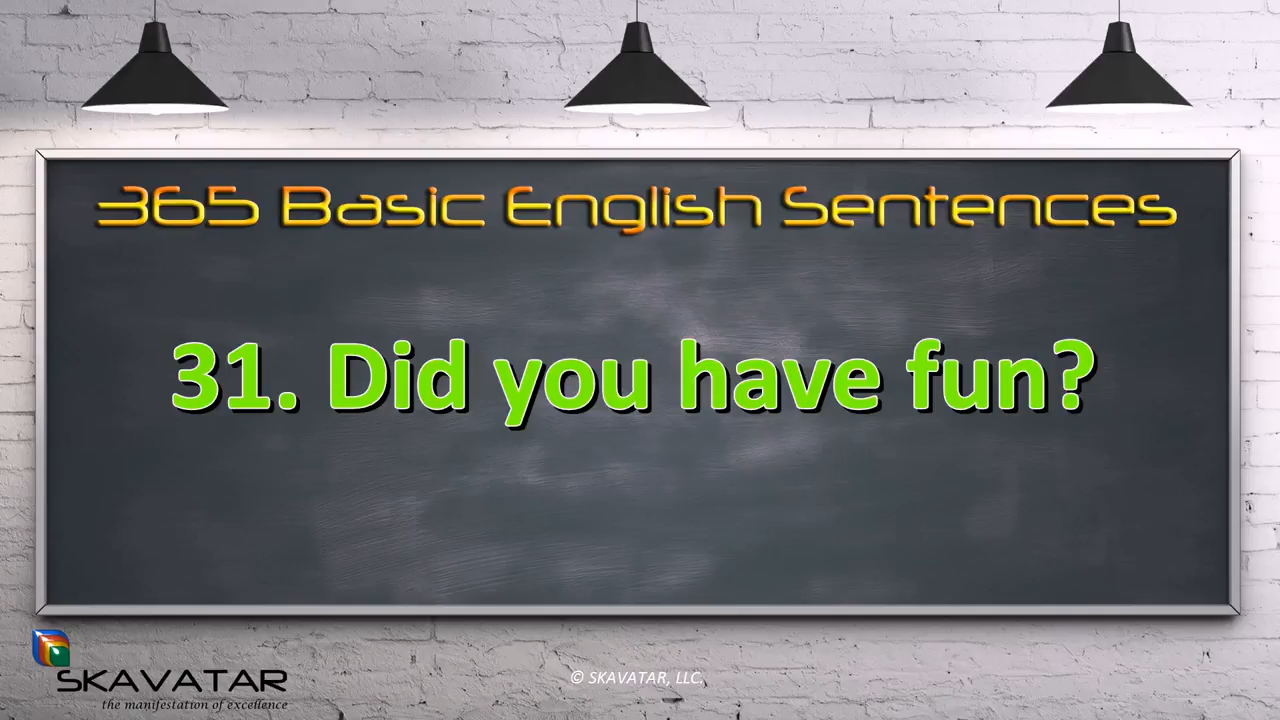 365 Basic English Sentences
31. Did you have fun?
SKAVATAR
the manifestation of excellence
© SKAVATAR, LLC.